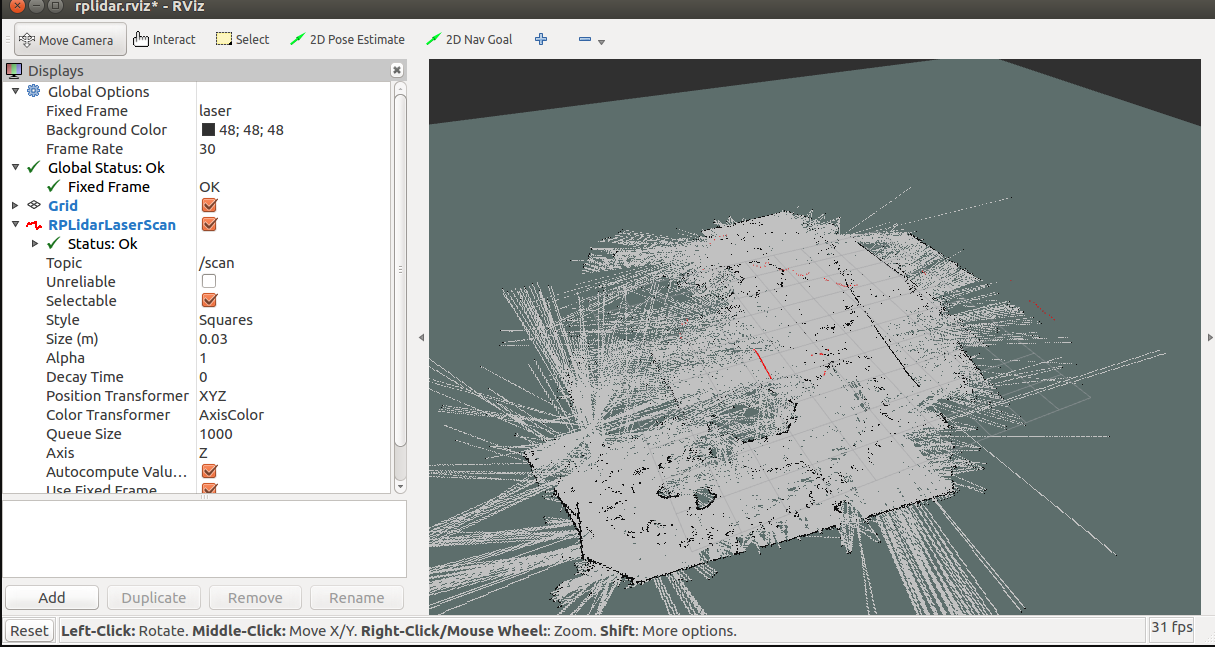 rplidar.rviz* - RViz
Move Camera Interact Select 2D Pose Estimate 2D Nav Goal
Displays
Global Options
Fixed Frame laser
Background Color 48; 48; 48
Frame Rate 30
Global Status: Ok
Fixed Frame OK
Grid
RPLidarLaserScan
Status: Ok
Topic /scan
Unreliable
Selectable
Style Squares
Size (m) 0.03
Alpha 1
Decay Time 0
Position Transformer XYZ
Color Transformer AxisColor
Queue Size 1000
Axis Z
Autocompute Valu...
Use Fixed Frame
Add Duplicate Remove Rename
Reset Left-Click: Rotate. Middle-Click: Move X/Y. Right-Click/Mouse Wheel:: Zoom. Shift: More options. 31 fps